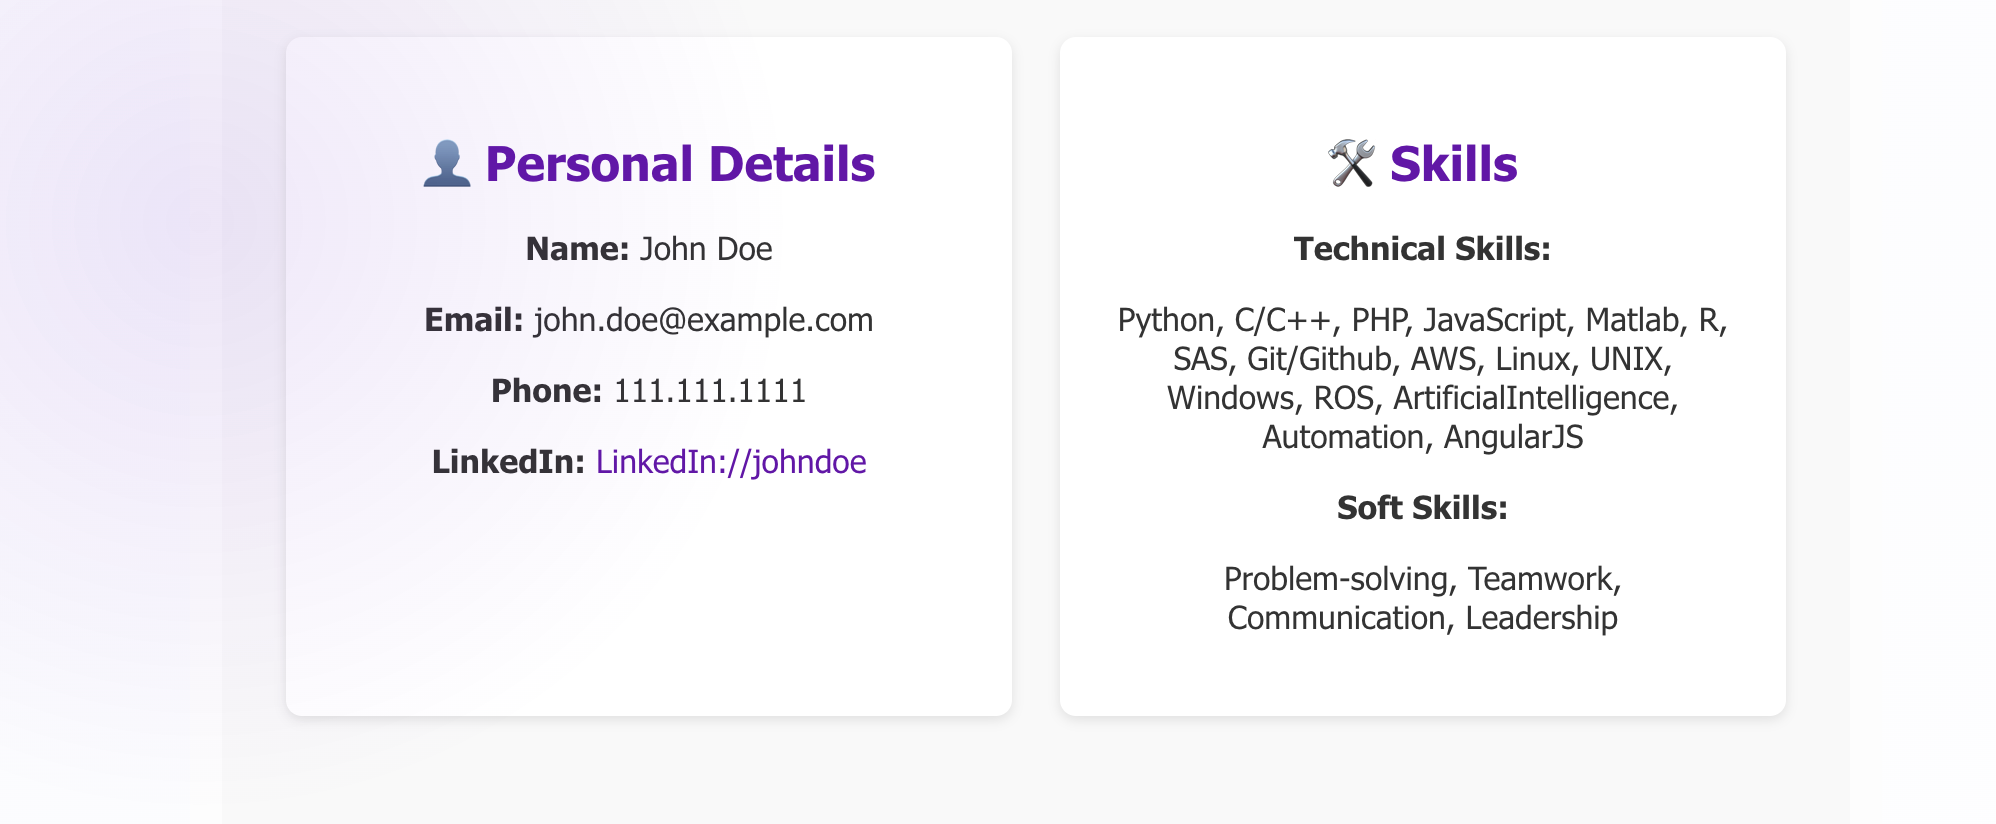 Personal Details
Name: John Doe
Email: john.doe@example.com
Phone: 111.111.1111
LinkedIn: LinkedIn://johndoe
Skills
Technical Skills:
Python, C/C++, PHP, JavaScript, Matlab, R,
SAS, Git/Github, AWS, Linux, UNIX,
Windows, ROS, ArtificialIntelligence,
Automation, AngularJS
Soft Skills:
Problem-solving, Teamwork,
Communication, Leadership